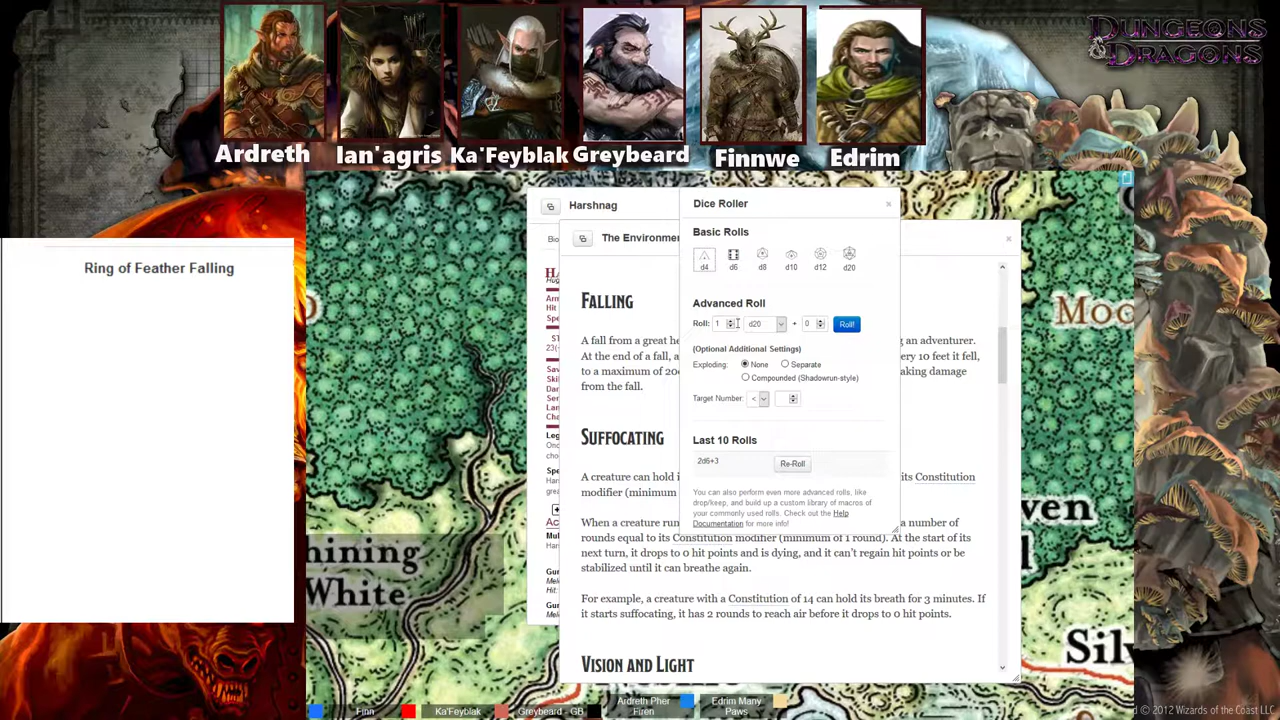 DUNGEONS
& DRAGONS
Ardreth
Ian'agris
Ka'Feyblak
Greybeard
Finnwe
Edrim
Harshnag
Dice Roller
The Environme
Basic Rolls
d4
d6
d8
d10
d12
d20
Ring of Feather Falling
FALLING
Advanced Roll
Roll: 1 d20 + 0 Roll!
A fall from a great he
ng an adventurer.
At the end of a fall, a
very 10 feet it fell,
to a maximum of 20
aking damage
from the fall.
(Optional Additional Settings)
Exploding: None Separate
Compounded (Shadowrun-style)
Target Number: <
SUFFOCATING
Last 10 Rolls
2d6+3 Re-Roll
A creature can hold i
its Constitution
modifier (minimum
You can also perform even more advanced rolls, like
drop/keep, and build up a custom library of macros of
your commonly used rolls. Check out the Help
Documentation for more info!
When a creature run
a number of
rounds equal to its Constitution modifier (minimum of 1 round). At the start of its
next turn, it drops to 0 hit points and is dying, and it can't regain hit points or be
stabilized until it can breathe again.
For example, a creature with a Constitution of 14 can hold its breath for 3 minutes. If
it starts suffocating, it has 2 rounds to reach air before it drops to 0 hit points.
VISION AND LIGHT
hining
White
Moo
ven
Silv
Finn
Ka'Feyblak
Greybeard - GB
Ardreth Pher
Firen
Edrim Many
Paws
© 2012 Wizards of the Coast LLC